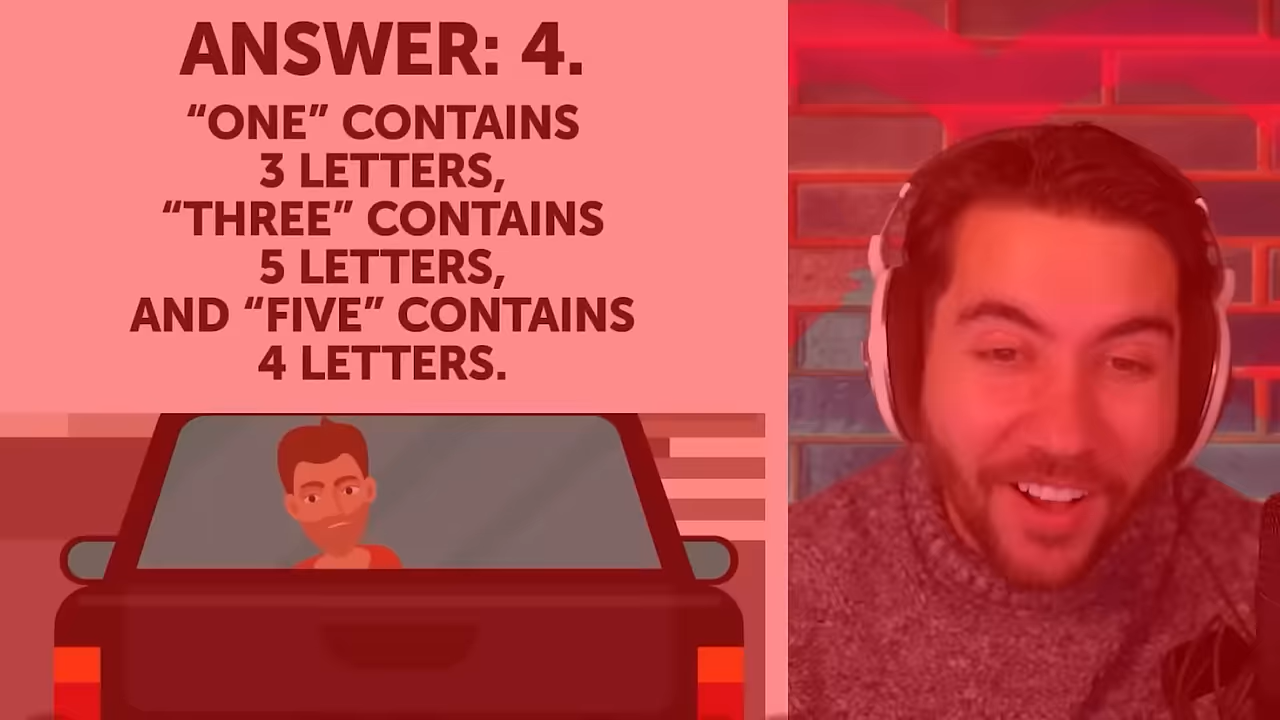 ANSWER: 4.
“ONE” CONTAINS
3 LETTERS,
“THREE” CONTAINS
5 LETTERS,
AND “FIVE” CONTAINS
4 LETTERS.